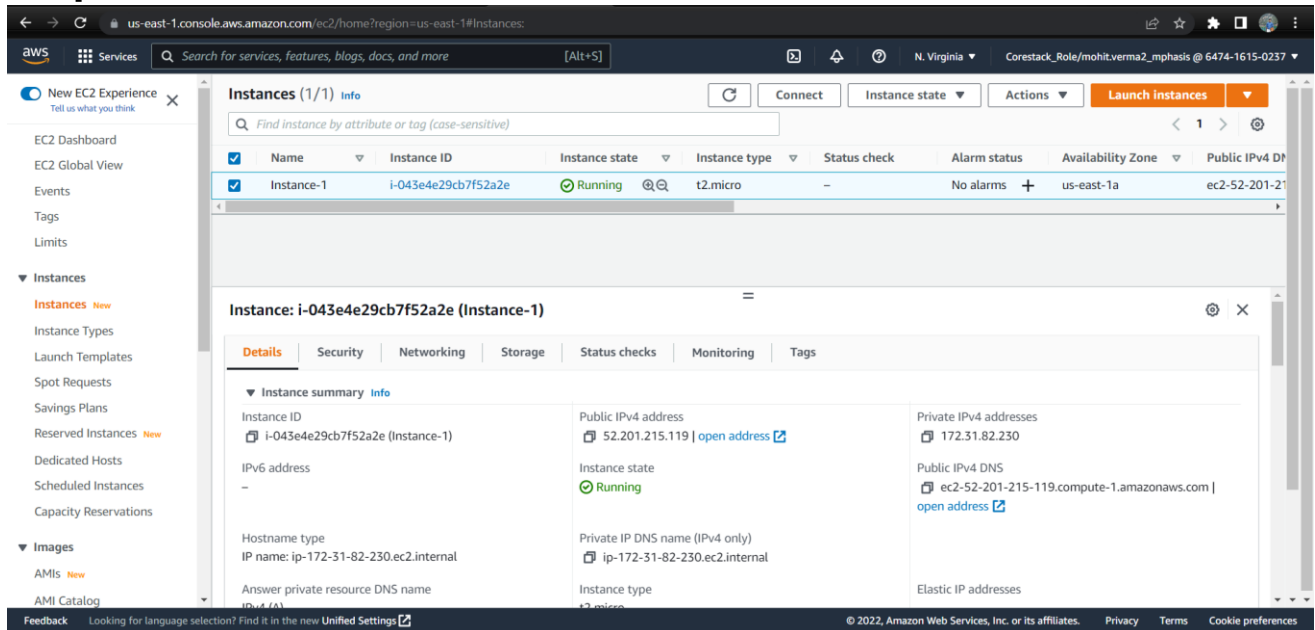 us-east-1.console.aws.amazon.com/ec2/home?region=us-east-1#Instances:
aws Services Search for services, features, blogs, docs, and more [Alt+S] N. Virginia ▼ Corestack_Role/mohit.verma2_mphasis @ 6474-1615-0237 ▼
New EC2 Experience
Tell us what you think
EC2 Dashboard
EC2 Global View
Events
Tags
Limits
▼ Instances
Instances New
Instance Types
Launch Templates
Spot Requests
Savings Plans
Reserved Instances New
Dedicated Hosts
Scheduled Instances
Capacity Reservations
▼ Images
AMIs New
AMI Catalog
Instances (1/1) Info Connect Instance state ▼ Actions ▼ Launch instances ▼
Find instance by attribute or tag (case-sensitive) < 1 >
Name Instance ID Instance state Instance type Status check Alarm status Availability Zone Public IPv4 DN
Instance-1 i-043e4e29cb7f52a2e Running t2.micro – No alarms + us-east-1a ec2-52-201-21
Instance: i-043e4e29cb7f52a2e (Instance-1)
Details Security Networking Storage Status checks Monitoring Tags
▼ Instance summary Info
Instance ID Public IPv4 address Private IPv4 addresses
i-043e4e29cb7f52a2e (Instance-1) 52.201.215.119 | open address 172.31.82.230
IPv6 address Instance state Public IPv4 DNS
– Running ec2-52-201-215-119.compute-1.amazonaws.com |
open address
Hostname type Private IP DNS name (IPv4 only)
IP name: ip-172-31-82-230.ec2.internal ip-172-31-82-230.ec2.internal
Answer private resource DNS name Instance type Elastic IP addresses
IPv4 (A) t2.micro
Feedback Looking for language selection? Find it in the new Unified Settings © 2022, Amazon Web Services, Inc. or its affiliates. Privacy Terms Cookie preferences